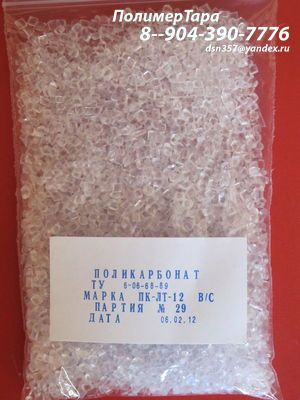 ПолимерТара
8--904-390-7776
dsn357@yandex.ru
ПОЛИКАРБОНАТ
ТУ 6-06-68-89
МАРКА ПК-ЛТ-12 В/С
ПАРТИЯ № 29
ДАТА 06.02.12